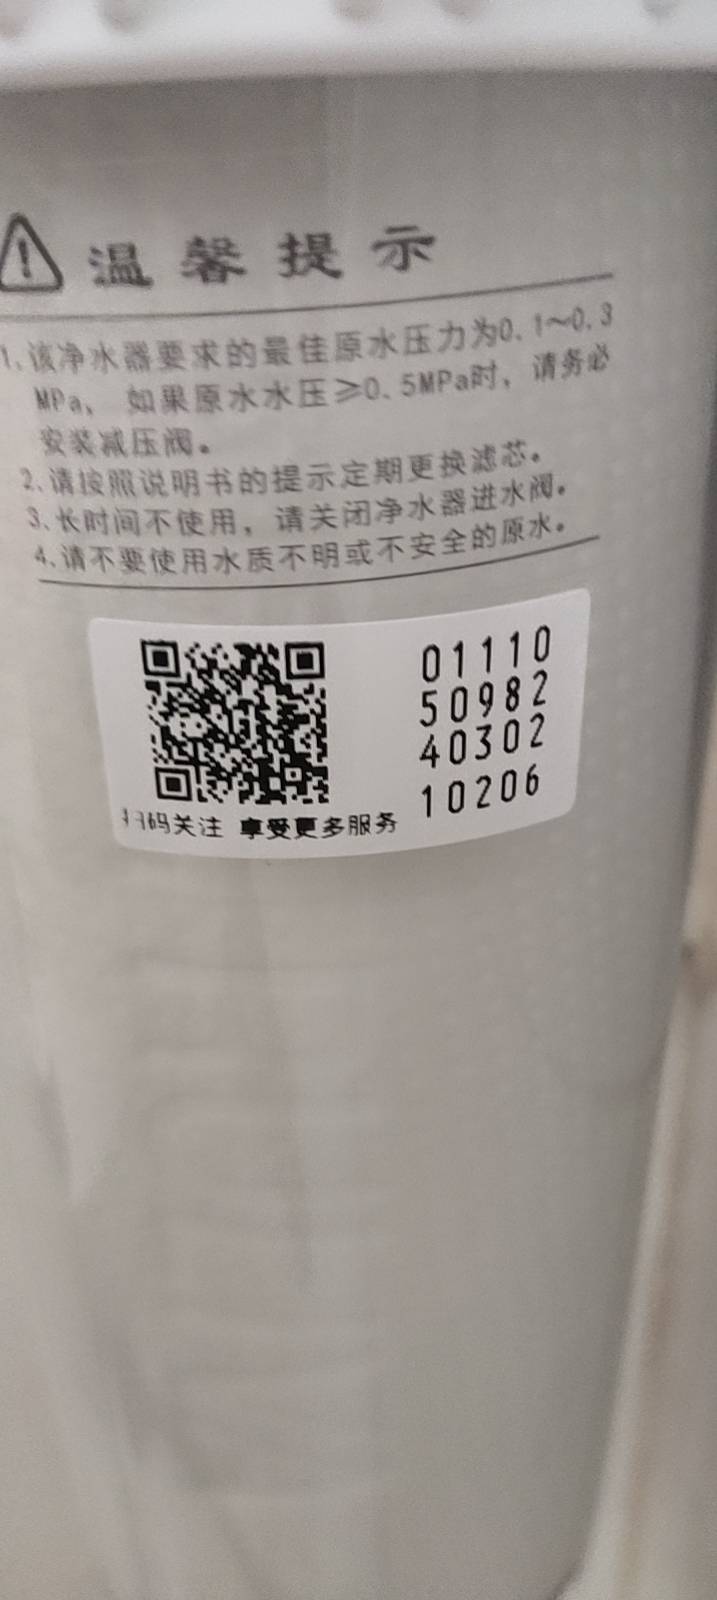 温馨提示
1、该净水器要求的最佳原水压力为0.1～0.3
MPa， 如果原水水压≥0.5MPa时，请务必
安装减压阀。
2、请按照说明书的提示定期更换滤芯。
3、长时间不使用，请关闭净水器进水阀。
4、请不要使用水质不明或不安全的原水。
01110
50982
40302
10206
码关注 享受更多服务